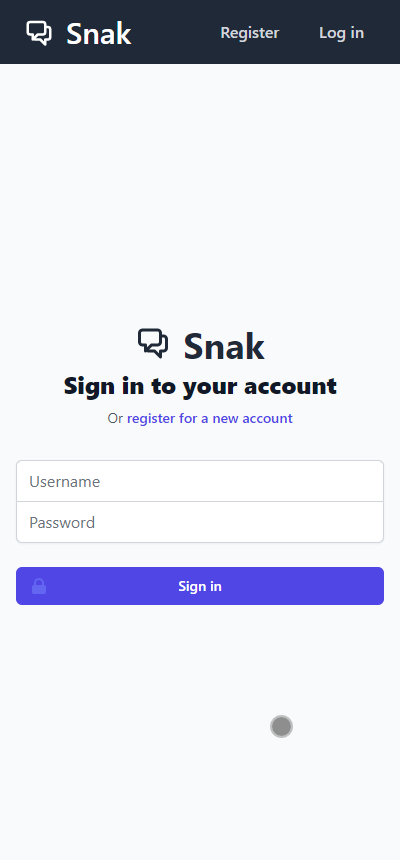 Snak Register Log in
Snak
Sign in to your account
Or register for a new account
Username
Password
Sign in